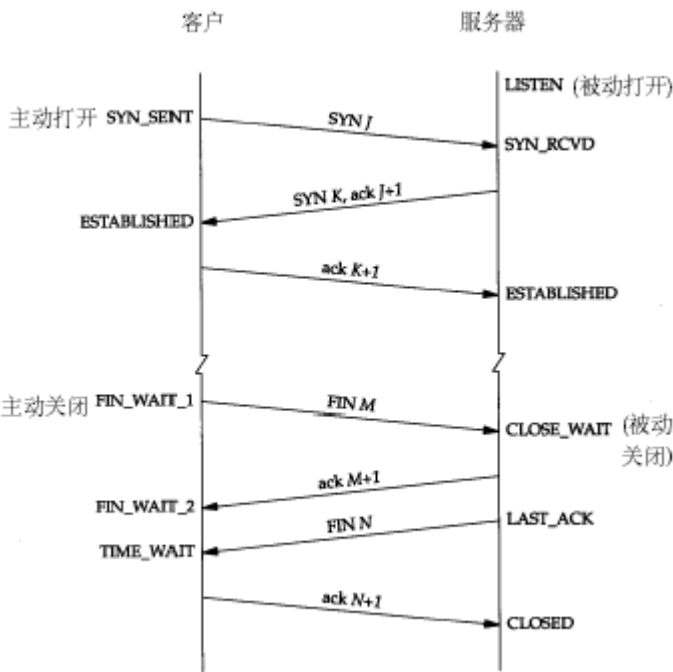 客户 服务器
LISTEN (被动打开)
主动打开 SYN_SENT SYN J
SYN_RCVD
SYN K, ack J+1
ESTABLISHED
ack K+1
ESTABLISHED
主动关闭 FIN_WAIT_1 FIN M
CLOSE_WAIT (被动
关闭)
ack M+1
FIN_WAIT_2
FIN N LAST_ACK
TIME_WAIT
ack N+1
CLOSED